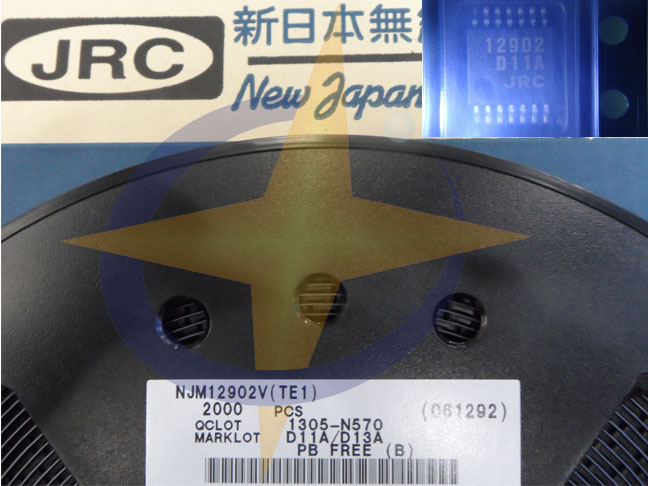 JRC
新日本無
New Japan
12902
D11A
JRC
NJM12902V(TE1)
2000 PCS
(061292)
QCLOT 1305-N570
MARKLOT D11A/D13A
PB FREE (B)